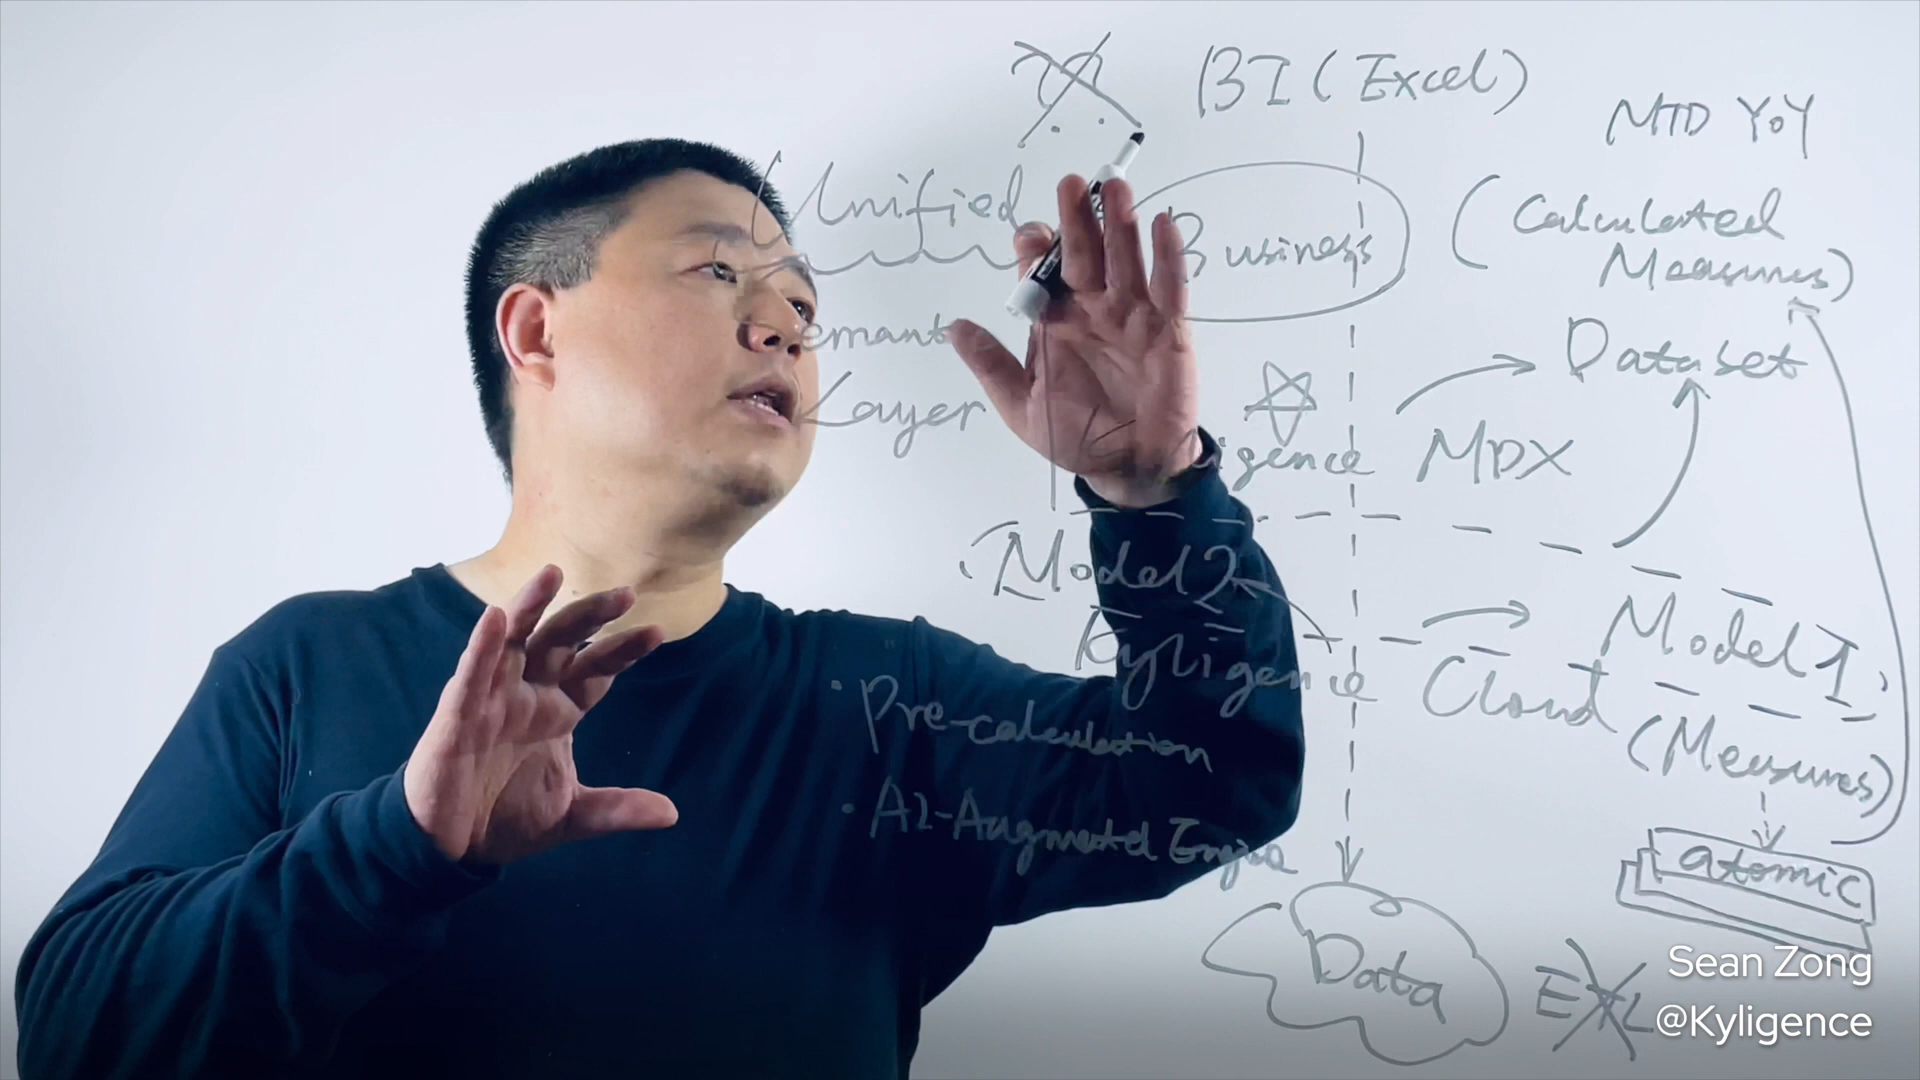 BI (Excel)
MTD YoY
Unified
Business
(Calculated
Measures)
Semantic
Dataset
Layer
Kyligence MDX
Model 2
Model 1
Kyligence Cloud
(Measures)
• Pre-calculation
• AI-Augmented Engine
atomic
Data
Sean Zong
@Kyligence